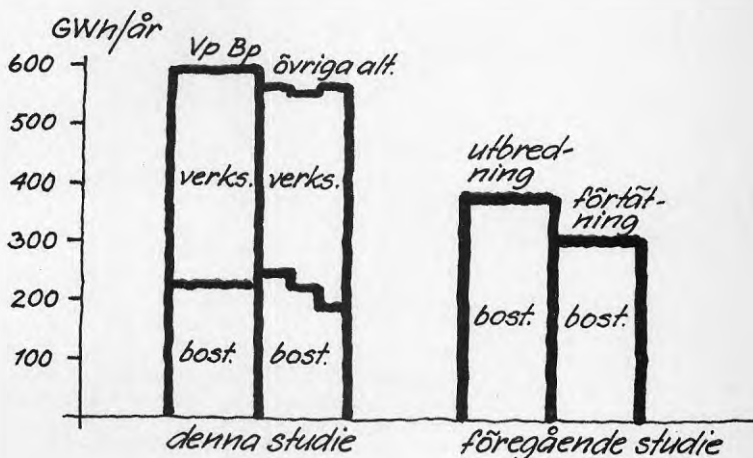 GWh/år
600
500
400
300
200
100
Vp Bp
övriga alt.
verks. verks.
bost. bost.
denna studie
utbred-
ning
förtät-
ning
bost. bost.
föregående studie